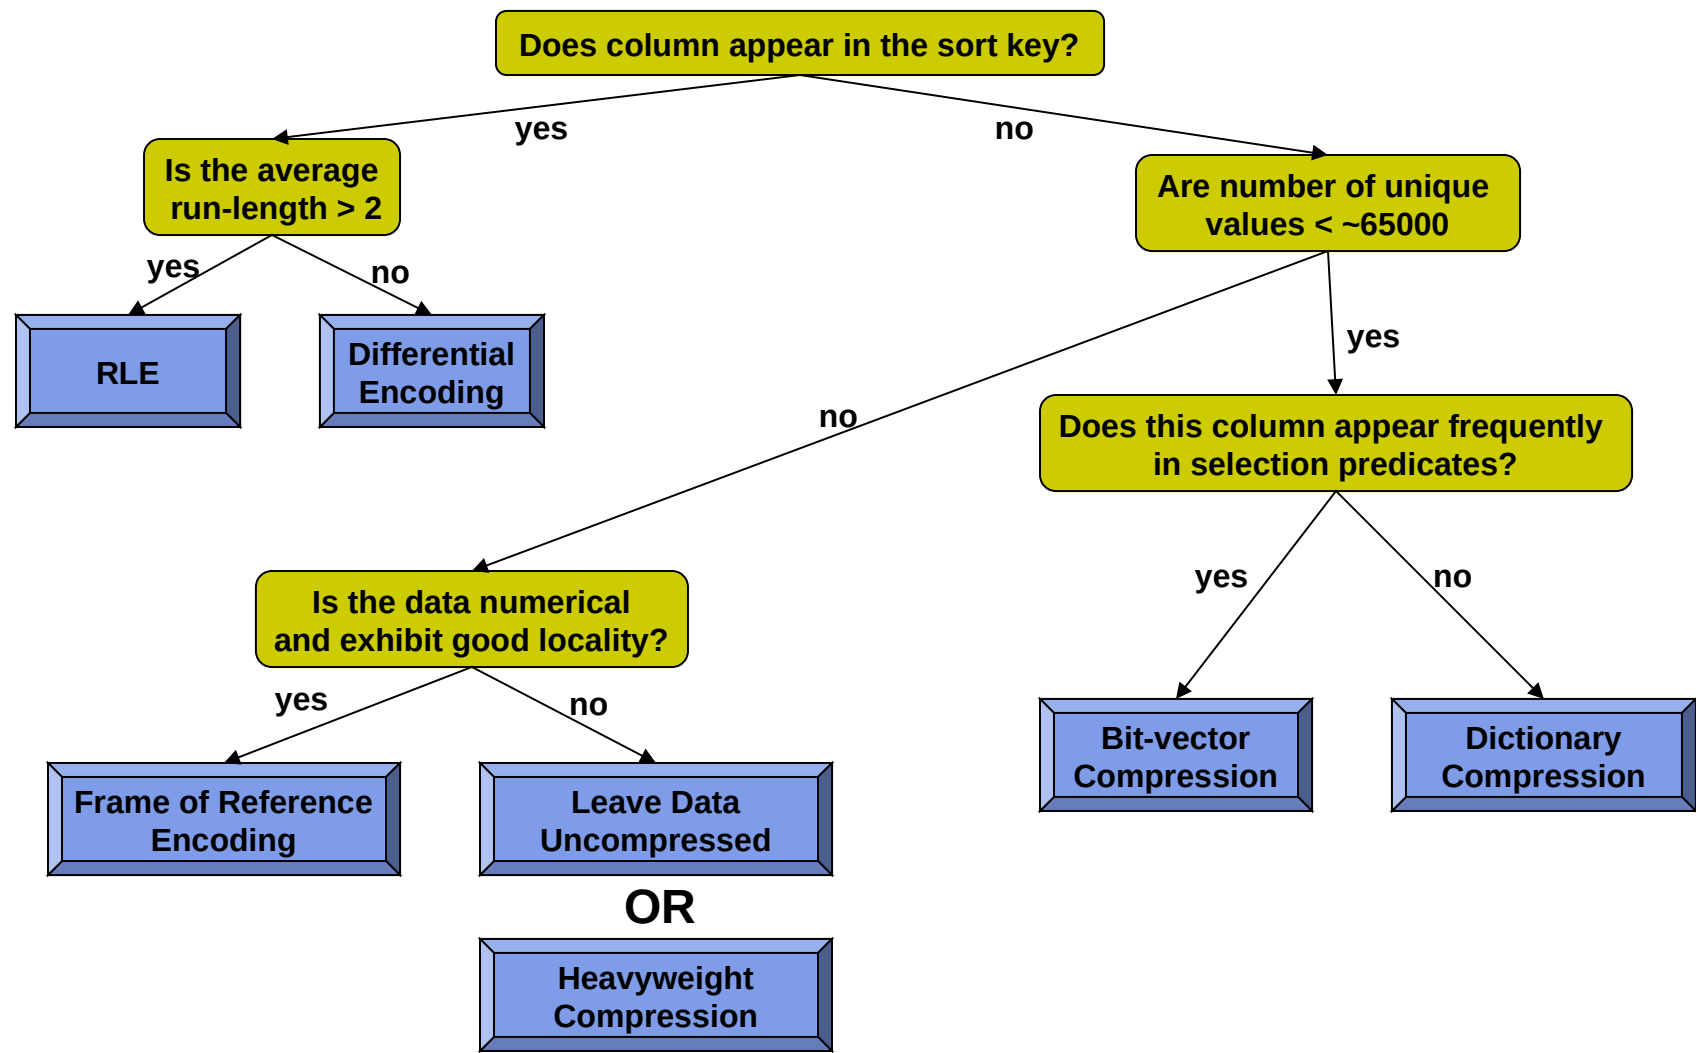 Does column appear in the sort key?
yes
no
Is the average
run-length > 2
Are number of unique
values < ~65000
yes
no
RLE
Differential
Encoding
yes
no
Does this column appear frequently
in selection predicates?
yes
no
Is the data numerical
and exhibit good locality?
yes
no
Bit-vector
Compression
Dictionary
Compression
Frame of Reference
Encoding
Leave Data
Uncompressed
OR
Heavyweight
Compression